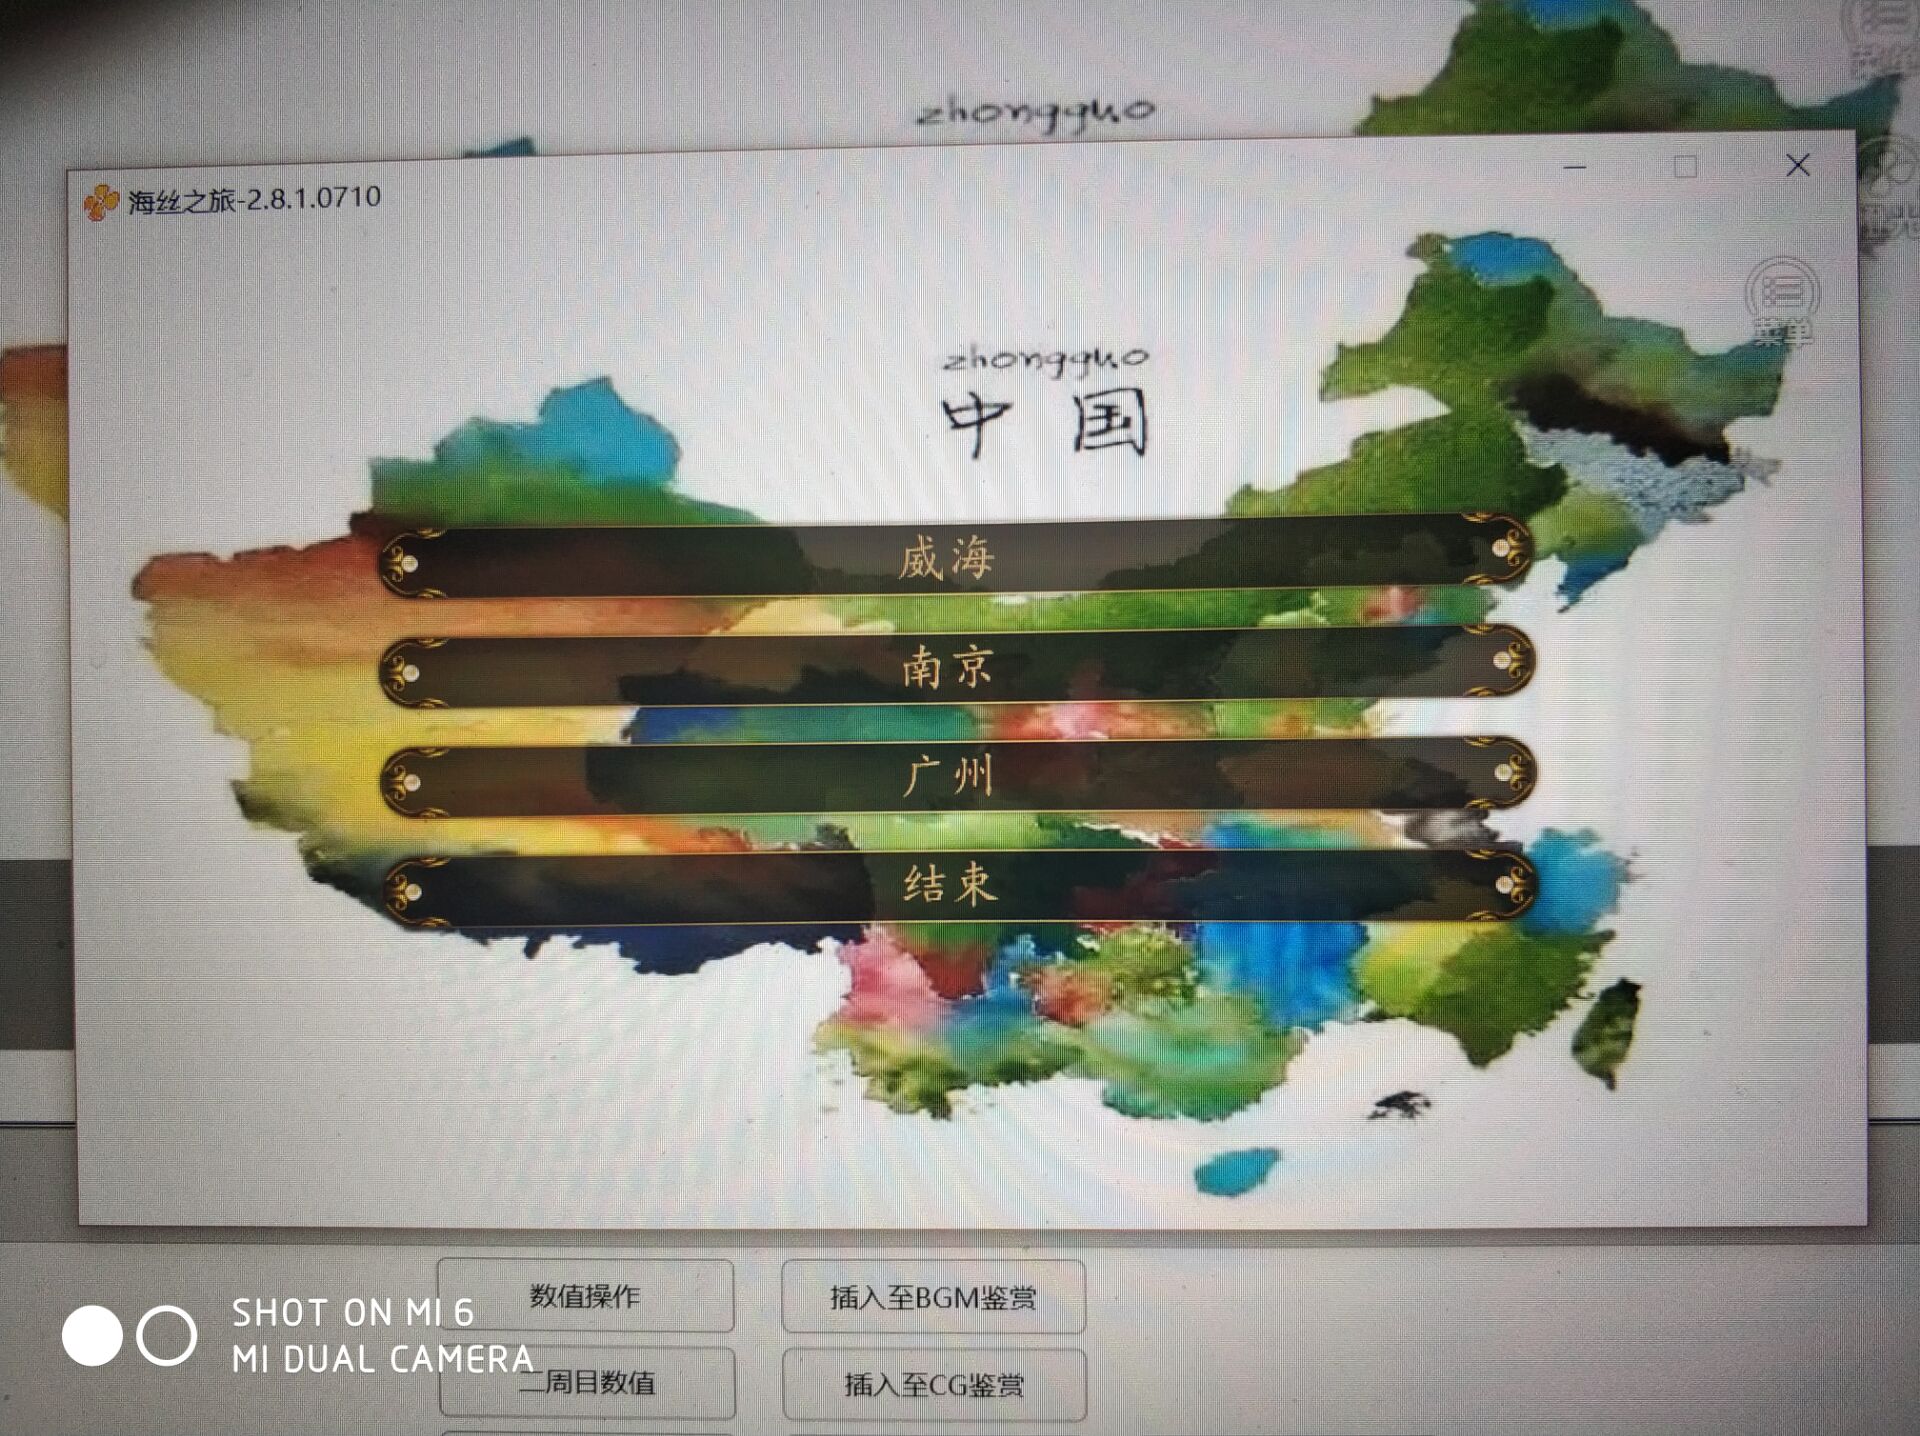 zhongguo
菜单
海丝之旅-2.8.1.0710
菜单
zhongguo
中国
威海
南京
广州
结束
数值操作
插入至BGM鉴赏
二周目数值
插入至CG鉴赏
SHOT ON MI 6
MI DUAL CAMERA